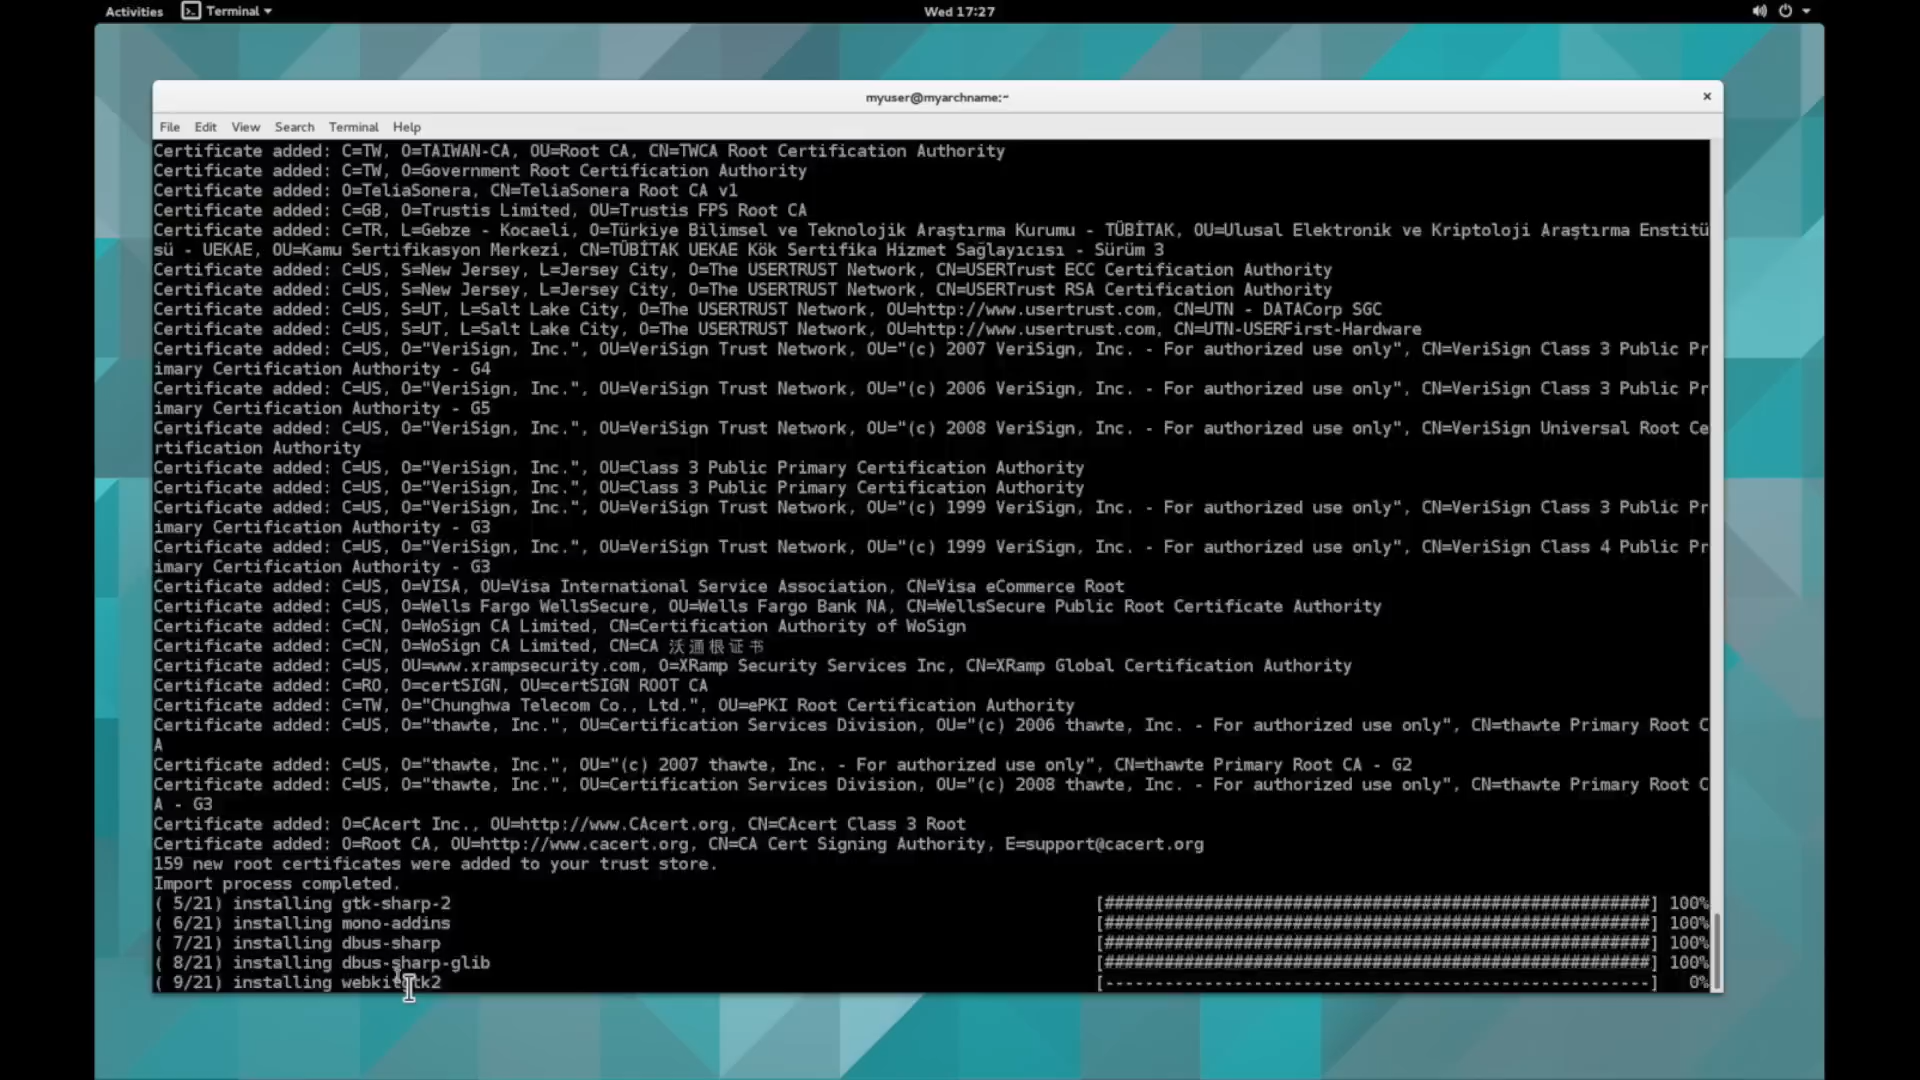 Activities Terminal Wed 17:27
myuser@myarchname:~
File Edit View Search Terminal Help
Certificate added: C=TW, O=TAIWAN-CA, OU=Root CA, CN=TWCA Root Certification Authority
Certificate added: C=TW, O=Government Root Certification Authority
Certificate added: O=TeliaSonera, CN=TeliaSonera Root CA v1
Certificate added: C=GB, O=Trustis Limited, OU=Trustis FPS Root CA
Certificate added: C=TR, L=Gebze - Kocaeli, O=Türkiye Bilimsel ve Teknolojik Araştırma Kurumu - TÜBİTAK, OU=Ulusal Elektronik ve Kriptoloji Araştırma Enstitü
sü - UEKAE, OU=Kamu Sertifikasyon Merkezi, CN=TÜBİTAK UEKAE Kök Sertifika Hizmet Sağlayıcısı - Sürüm 3
Certificate added: C=US, S=New Jersey, L=Jersey City, O=The USERTRUST Network, CN=USERTrust ECC Certification Authority
Certificate added: C=US, S=New Jersey, L=Jersey City, O=The USERTRUST Network, CN=USERTrust RSA Certification Authority
Certificate added: C=US, S=UT, L=Salt Lake City, O=The USERTRUST Network, OU=http://www.usertrust.com, CN=UTN - DATACorp SGC
Certificate added: C=US, S=UT, L=Salt Lake City, O=The USERTRUST Network, OU=http://www.usertrust.com, CN=UTN-USERFirst-Hardware
Certificate added: C=US, O="VeriSign, Inc.", OU=VeriSign Trust Network, OU="(c) 2007 VeriSign, Inc. - For authorized use only", CN=VeriSign Class 3 Public Pr
imary Certification Authority - G4
Certificate added: C=US, O="VeriSign, Inc.", OU=VeriSign Trust Network, OU="(c) 2006 VeriSign, Inc. - For authorized use only", CN=VeriSign Class 3 Public Pr
imary Certification Authority - G5
Certificate added: C=US, O="VeriSign, Inc.", OU=VeriSign Trust Network, OU="(c) 2008 VeriSign, Inc. - For authorized use only", CN=VeriSign Universal Root Ce
rtification Authority
Certificate added: C=US, O="VeriSign, Inc.", OU=Class 3 Public Primary Certification Authority
Certificate added: C=US, O="VeriSign, Inc.", OU=Class 3 Public Primary Certification Authority
Certificate added: C=US, O="VeriSign, Inc.", OU=VeriSign Trust Network, OU="(c) 1999 VeriSign, Inc. - For authorized use only", CN=VeriSign Class 3 Public Pr
imary Certification Authority - G3
Certificate added: C=US, O="VeriSign, Inc.", OU=VeriSign Trust Network, OU="(c) 1999 VeriSign, Inc. - For authorized use only", CN=VeriSign Class 4 Public Pr
imary Certification Authority - G3
Certificate added: C=US, O=VISA, OU=Visa International Service Association, CN=Visa eCommerce Root
Certificate added: C=US, O=Wells Fargo WellsSecure, OU=Wells Fargo Bank NA, CN=WellsSecure Public Root Certificate Authority
Certificate added: C=CN, O=WoSign CA Limited, CN=Certification Authority of WoSign
Certificate added: C=CN, O=WoSign CA Limited, CN=CA 沃通根证书
Certificate added: C=US, OU=www.xrampsecurity.com, O=XRamp Security Services Inc, CN=XRamp Global Certification Authority
Certificate added: C=RO, O=certSIGN, OU=certSIGN ROOT CA
Certificate added: C=TW, O="Chunghwa Telecom Co., Ltd.", OU=ePKI Root Certification Authority
Certificate added: C=US, O="thawte, Inc.", OU=Certification Services Division, OU="(c) 2006 thawte, Inc. - For authorized use only", CN=thawte Primary Root C
A
Certificate added: C=US, O="thawte, Inc.", OU="(c) 2007 thawte, Inc. - For authorized use only", CN=thawte Primary Root CA - G2
Certificate added: C=US, O="thawte, Inc.", OU=Certification Services Division, OU="(c) 2008 thawte, Inc. - For authorized use only", CN=thawte Primary Root C
A - G3
Certificate added: O=CAcert Inc., OU=http://www.CAcert.org, CN=CAcert Class 3 Root
Certificate added: O=Root CA, OU=http://www.cacert.org, CN=CA Cert Signing Authority, E=support@cacert.org
159 new root certificates were added to your trust store.
Import process completed.
( 5/21) installing gtk-sharp-2 [#######################################################] 100%
( 6/21) installing mono-addins [#######################################################] 100%
( 7/21) installing dbus-sharp [#######################################################] 100%
( 8/21) installing dbus-sharp-glib [#######################################################] 100%
( 9/21) installing webkitgtk2 [-------------------------------------------------------] 0%